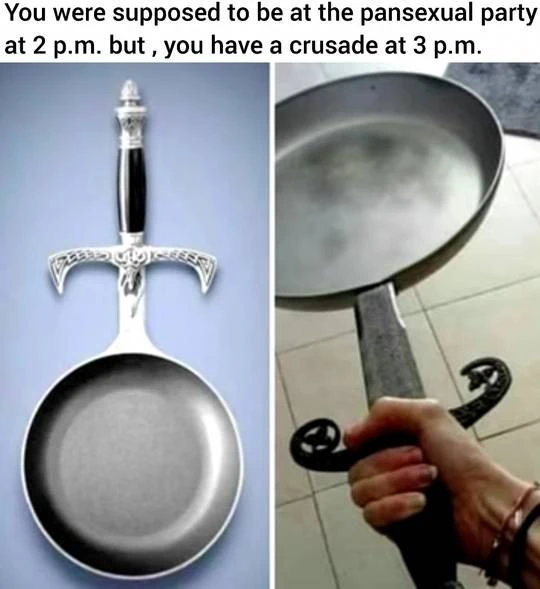 You were supposed to be at the pansexual party
at 2 p.m. but , you have a crusade at 3 p.m.